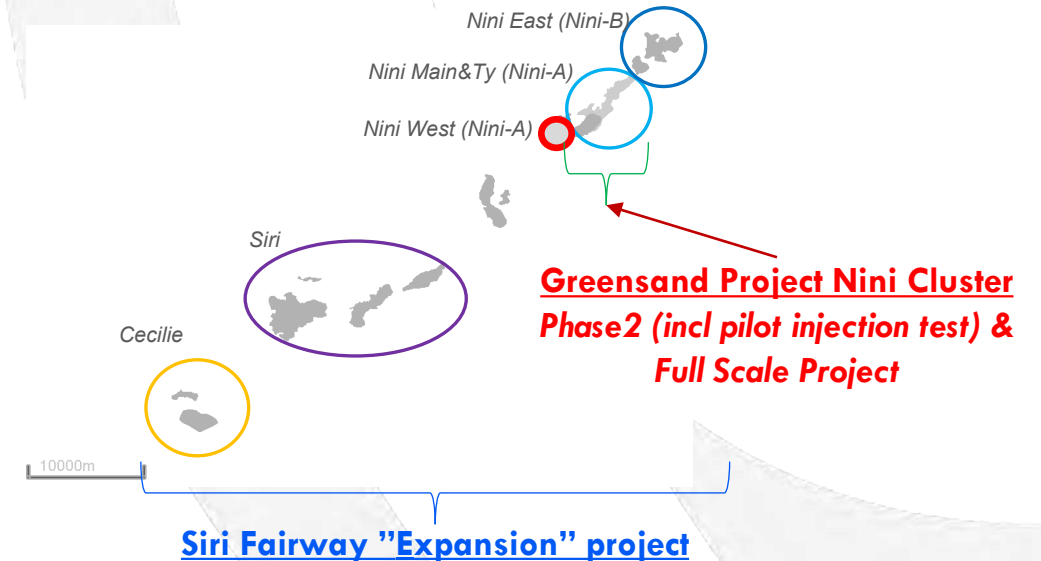 Nini East (Nini-B)
Nini Main&Ty (Nini-A)
Nini West (Nini-A)
Siri
Greensand Project Nini Cluster
Phase2 (incl pilot injection test) &
Full Scale Project
Cecilie
10000m
Siri Fairway ”Expansion” project